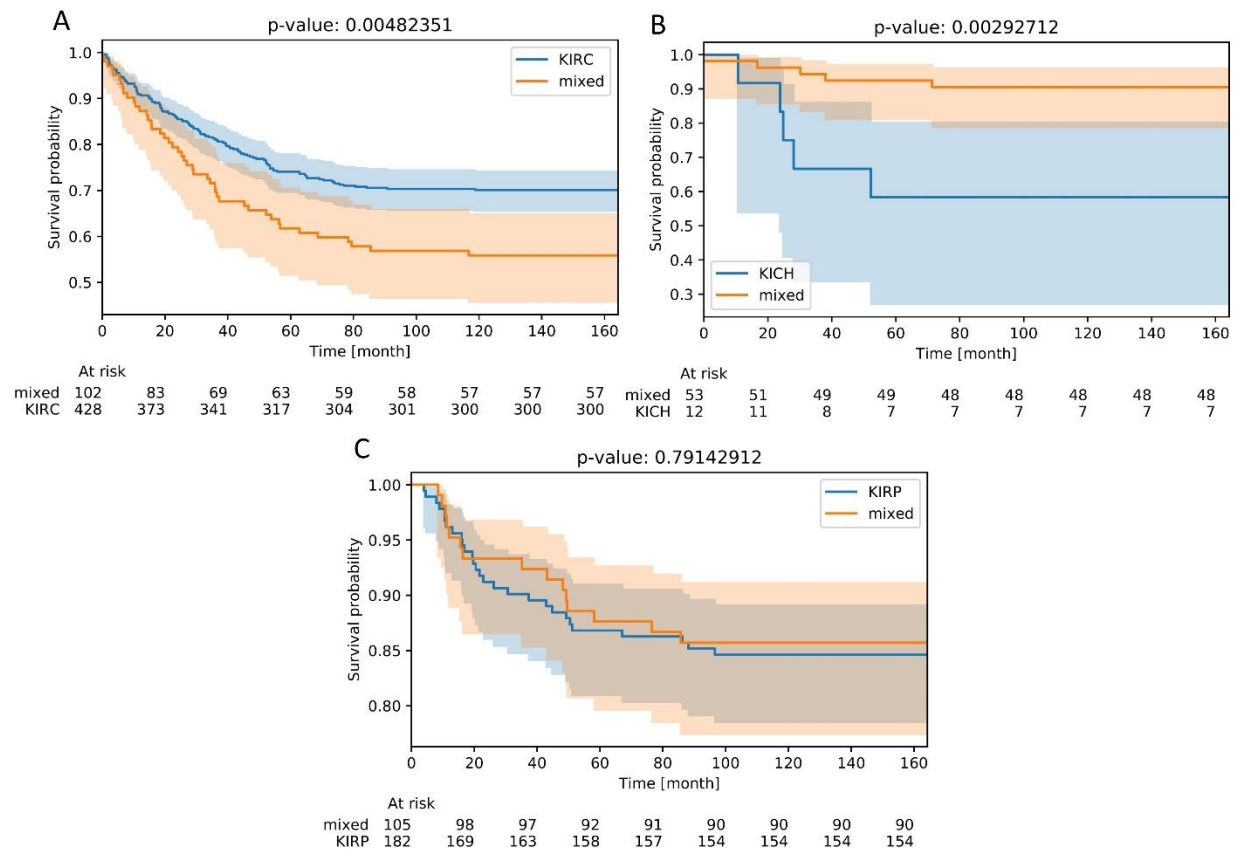 A
p-value: 0.00482351
KIRC
mixed
1.0
0.9
0.8
0.7
0.6
0.5
Survival probability
0 20 40 60 80 100 120 140 160
Time [month]
At risk
mixed 102 83 69 63 59 58 57 57 57
KIRC 428 373 341 317 304 301 300 300 300
B
p-value: 0.00292712
1.0
0.9
0.8
0.7
0.6
0.5
0.4
0.3
Survival probability
KICH
mixed
0 20 40 60 80 100 120 140 160
Time [month]
At risk
mixed 53 51 49 49 48 48 48 48 48
KICH 12 11 8 7 7 7 7 7 7
C
p-value: 0.79142912
KIRP
mixed
1.00
0.95
0.90
0.85
0.80
Survival probability
0 20 40 60 80 100 120 140 160
Time [month]
At risk
mixed 105 98 97 92 91 90 90 90 90
KIRP 182 169 163 158 157 154 154 154 154